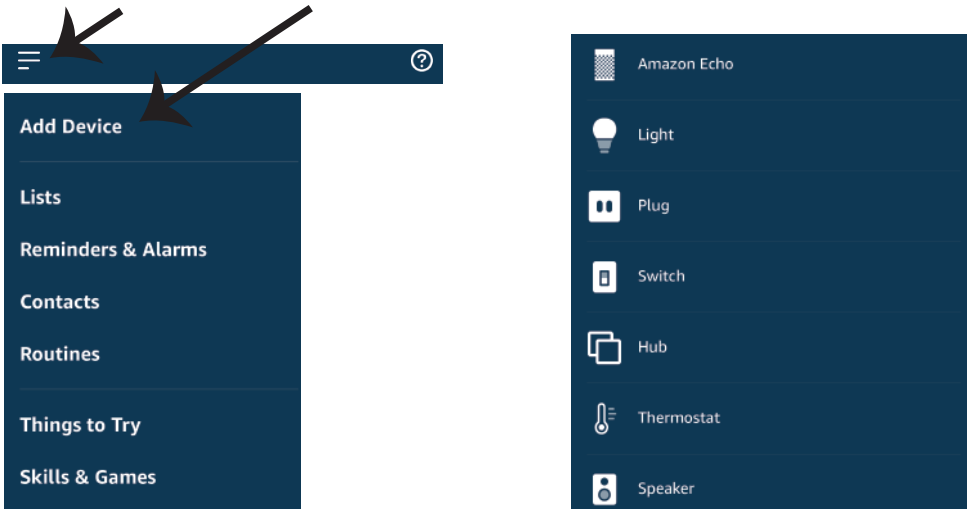 Add Device
Lists
Reminders & Alarms
Contacts
Routines
Things to Try
Skills & Games
Amazon Echo
Light
Plug
Switch
Hub
Thermostat
Speaker